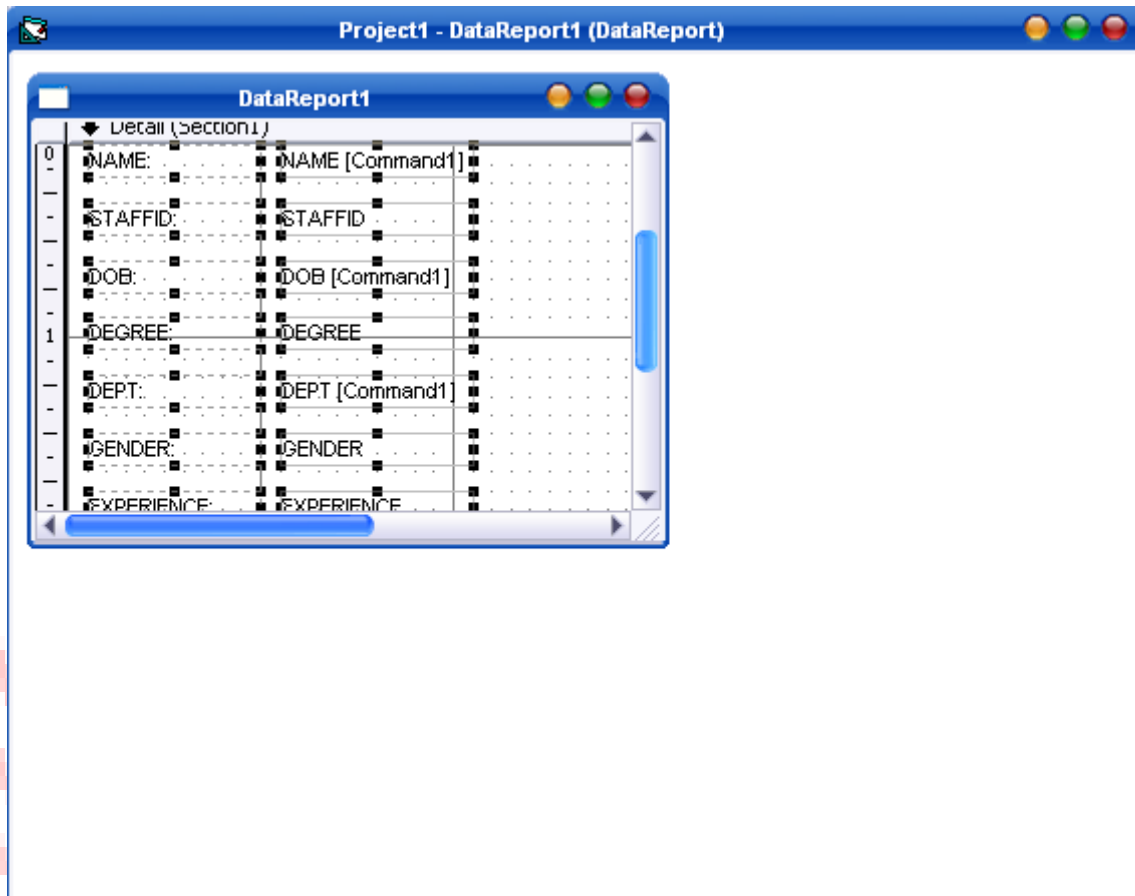 Project1 - DataReport1 (DataReport)
DataReport1
Detail (Section1)
0
NAME: NAME [Command1]
STAFFID: STAFFID
DOB: DOB [Command1]
1
DEGREE: DEGREE
DEPT: DEPT [Command1]
GENDER: GENDER
EXPERIENCE: EXPERIENCE